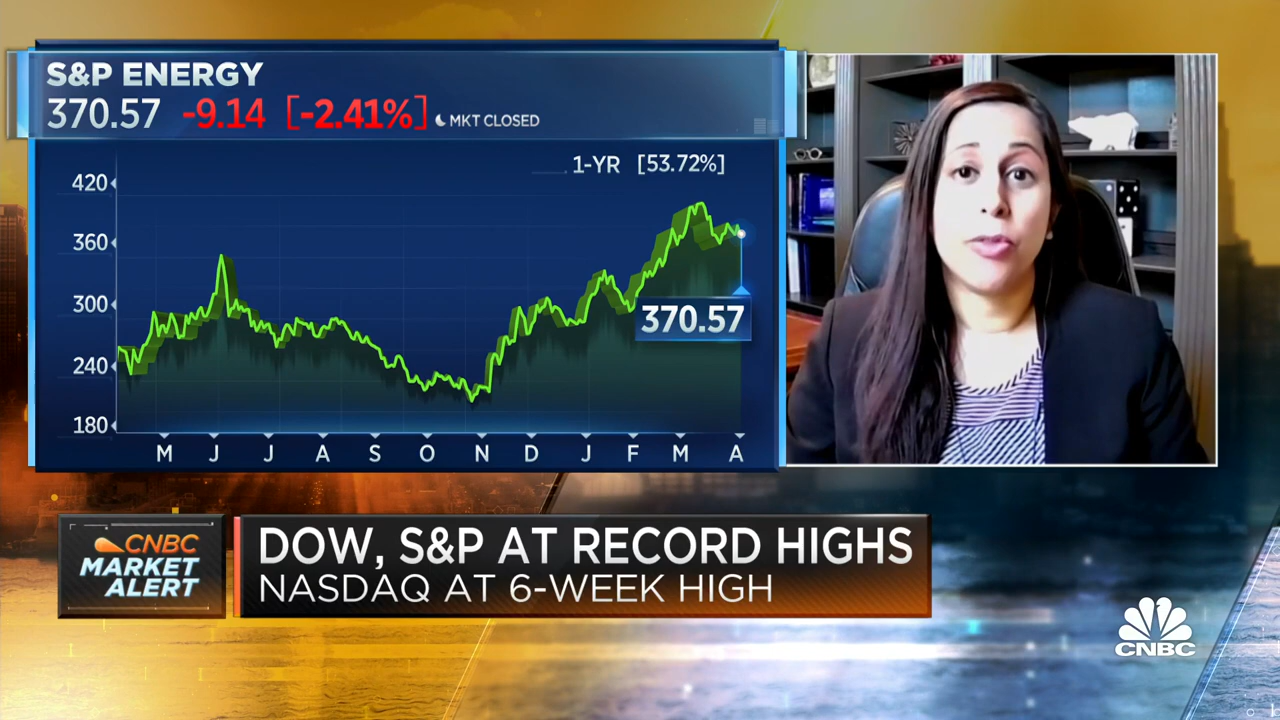 S&P ENERGY
370.57 -9.14 [-2.41%] MKT CLOSED
1-YR [53.72%]
420
360
300
240
180
370.57
M J J A S O N D J F M A
CNBC
MARKET
ALERT
DOW, S&P AT RECORD HIGHS
NASDAQ AT 6-WEEK HIGH
CNBC